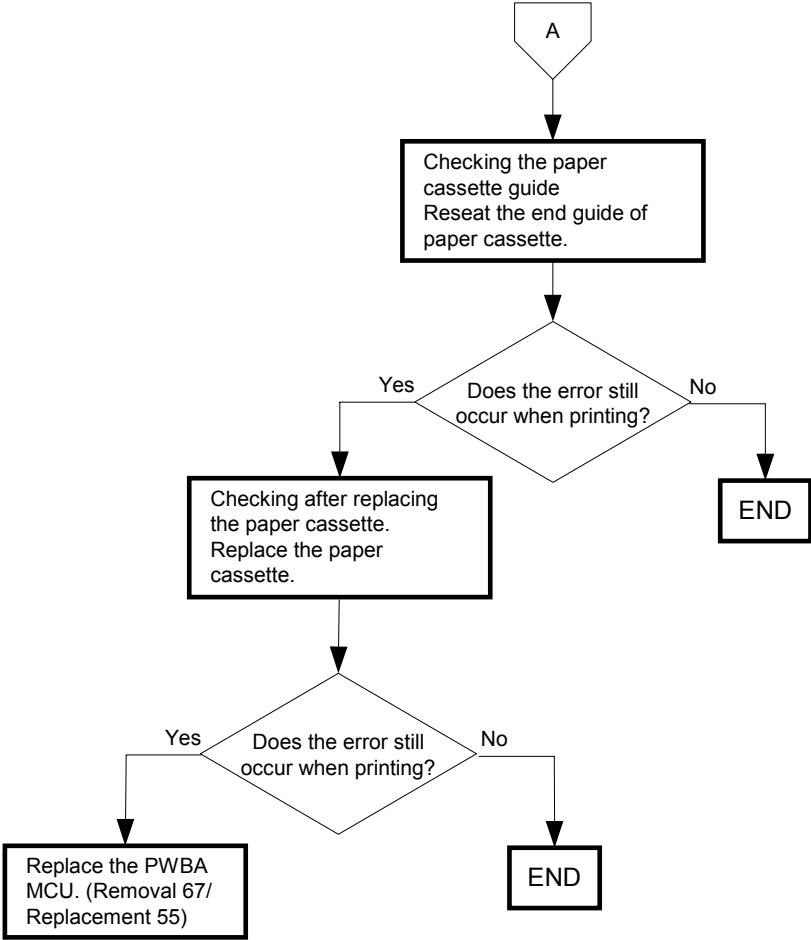 A
Checking the paper
cassette guide
Reseat the end guide of
paper cassette.
Does the error still
occur when printing?
Yes
No
END
Checking after replacing
the paper cassette.
Replace the paper
cassette.
Does the error still
occur when printing?
Yes
No
Replace the PWBA
MCU. (Removal 67/
Replacement 55)
END